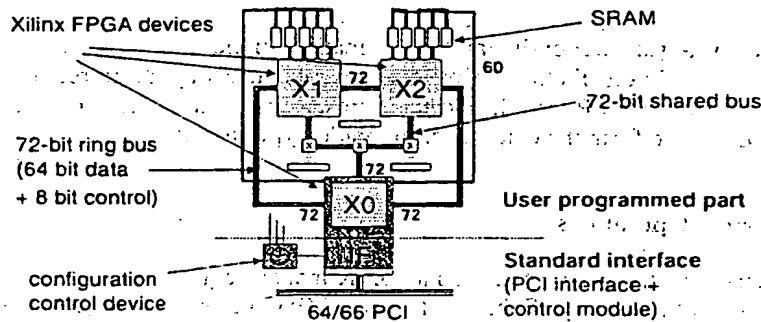 Xilinx FPGA devices
SRAM
X1
72
X2
60
72-bit shared bus
72-bit ring bus
(64 bit data
+ 8 bit control)
x
x
x
72
72
X0
72
User programmed part
Standard interface
(PCI interface +
control module)
configuration
control device
64/66 PCI